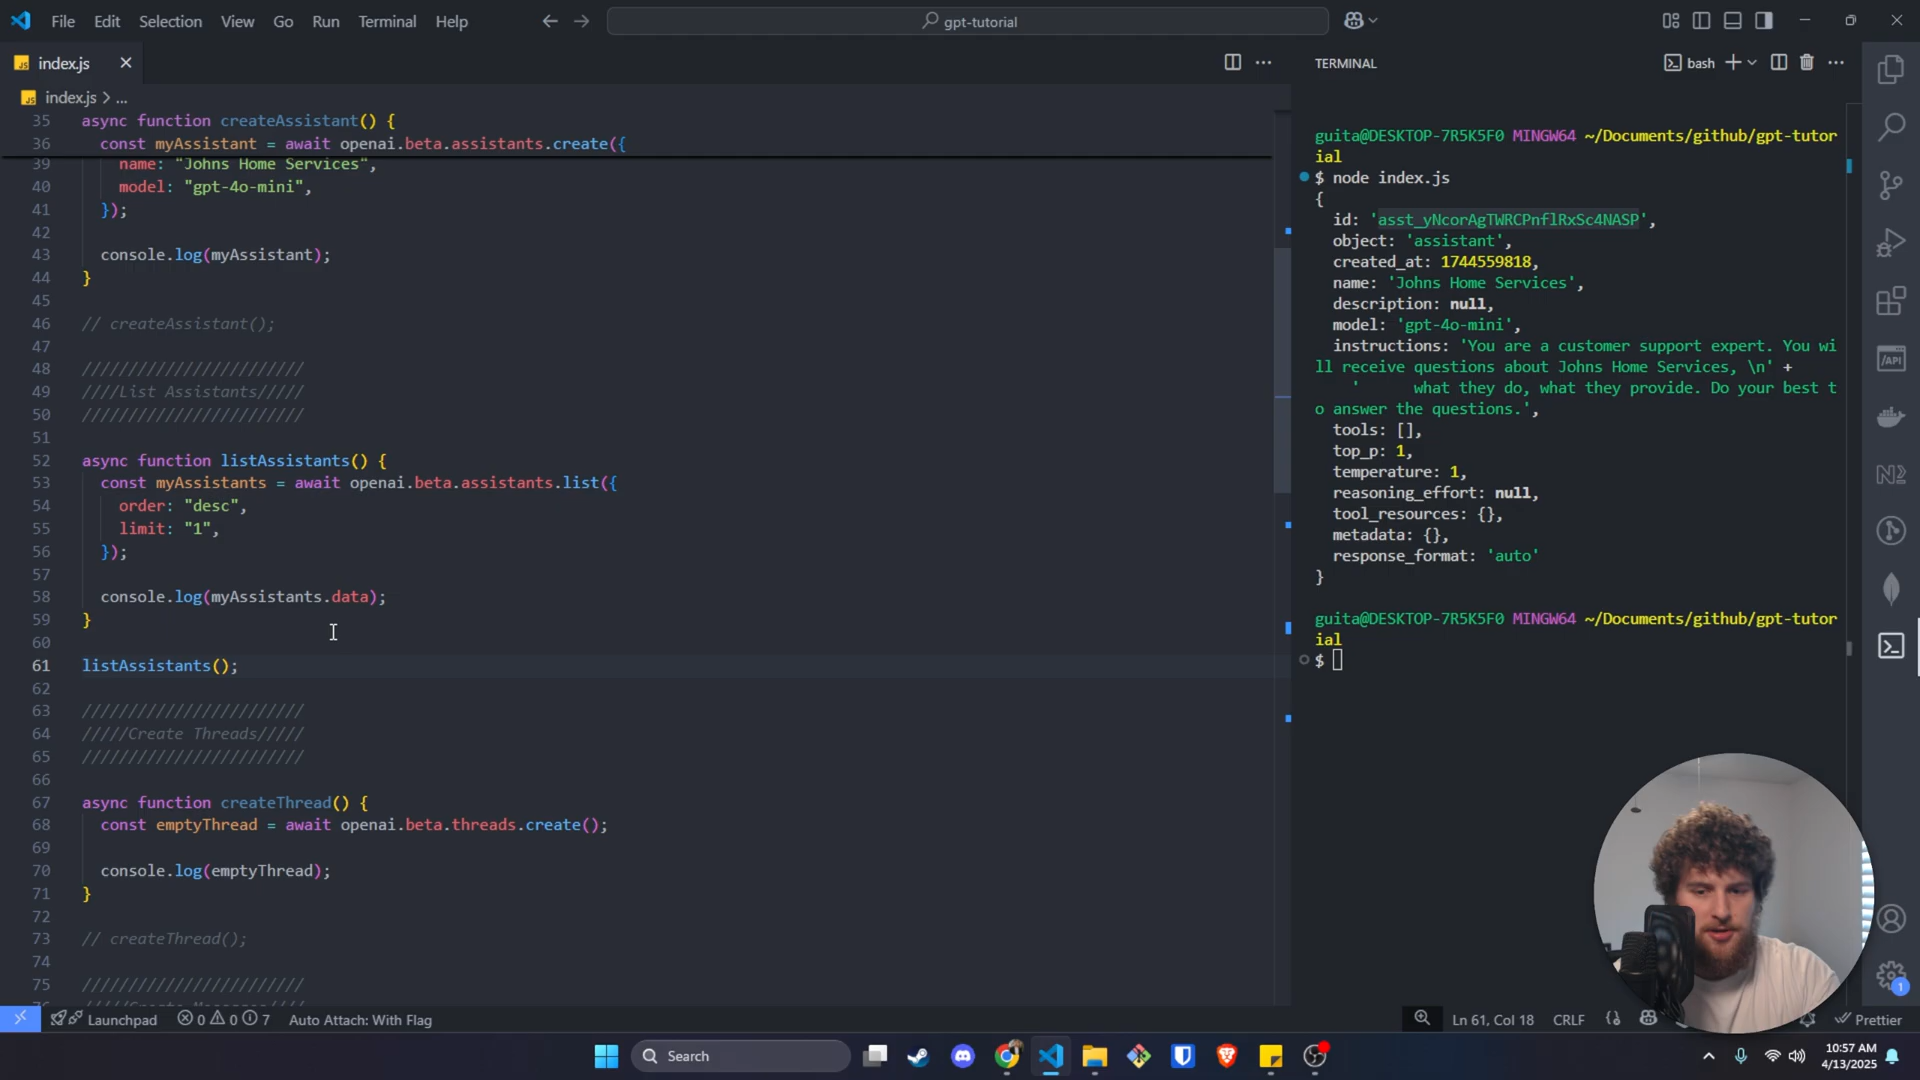 File Edit Selection View Go Run Terminal Help
gpt-tutorial
index.js
index.js > ...
35 async function createAssistant() {
36 const myAssistant = await openai.beta.assistants.create({
39 name: "Johns Home Services",
40 model: "gpt-4o-mini",
41 });
42
43 console.log(myAssistant);
44 }
45
46 // createAssistant();
47
48 ////////////////////////
49 ////List Assistants/////
50 ////////////////////////
51
52 async function listAssistants() {
53 const myAssistants = await openai.beta.assistants.list({
54 order: "desc",
55 limit: "1",
56 });
57
58 console.log(myAssistants.data);
59 }
60
61 listAssistants();
62
63 ////////////////////////
64 /////Create Threads/////
65 ////////////////////////
66
67 async function createThread() {
68 const emptyThread = await openai.beta.threads.create();
69
70 console.log(emptyThread);
71 }
72
73 // createThread();
74
75 ////////////////////////
TERMINAL
bash
guita@DESKTOP-7R5K5F0 MINGW64 ~/Documents/github/gpt-tutor
ial
$ node index.js
{
id: 'asst_yNcorAgTWRCPnflRxSc4NASP',
object: 'assistant',
created_at: 1744559818,
name: 'Johns Home Services',
description: null,
model: 'gpt-4o-mini',
instructions: 'You are a customer support expert. You wi
ll receive questions about Johns Home Services, \n' +
' what they do, what they provide. Do your best t
o answer the questions.',
tools: [],
top_p: 1,
temperature: 1,
reasoning_effort: null,
tool_resources: {},
metadata: {},
response_format: 'auto'
}
guita@DESKTOP-7R5K5F0 MINGW64 ~/Documents/github/gpt-tutor
ial
$
/API
N
1
Launchpad 0 0 7 Auto Attach: With Flag
Ln 61, Col 18 CRLF Prettier
Search
10:57 AM
4/13/2025